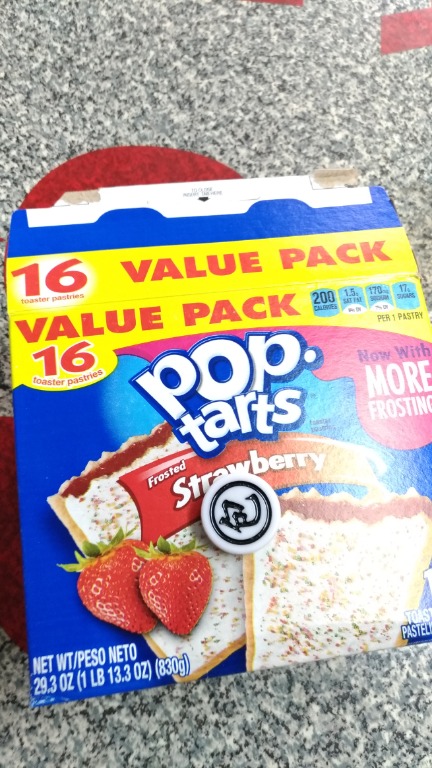 16 VALUE PACK
toaster pastries
VALUE PACK
16
toaster pastries
200 CALORIES
1.5g SAT FAT
170mg SODIUM
17g SUGARS
PER 1 PASTRY
pop.
tarts
Now With
MORE
FROSTING
Frosted
Strawberry
TOAST
PASTELI
NET WT/PESO NETO
29.3 OZ (1 LB 13.3 OZ) (830g)